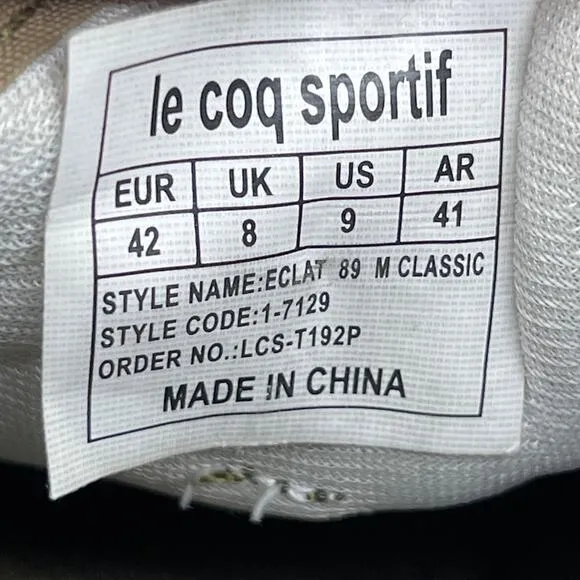 le coq sportif
EUR UK US AR
42 8 9 41
STYLE NAME:ECLAT 89 M CLASSIC
STYLE CODE:1-7129
ORDER NO.:LCS-T192P
MADE IN CHINA